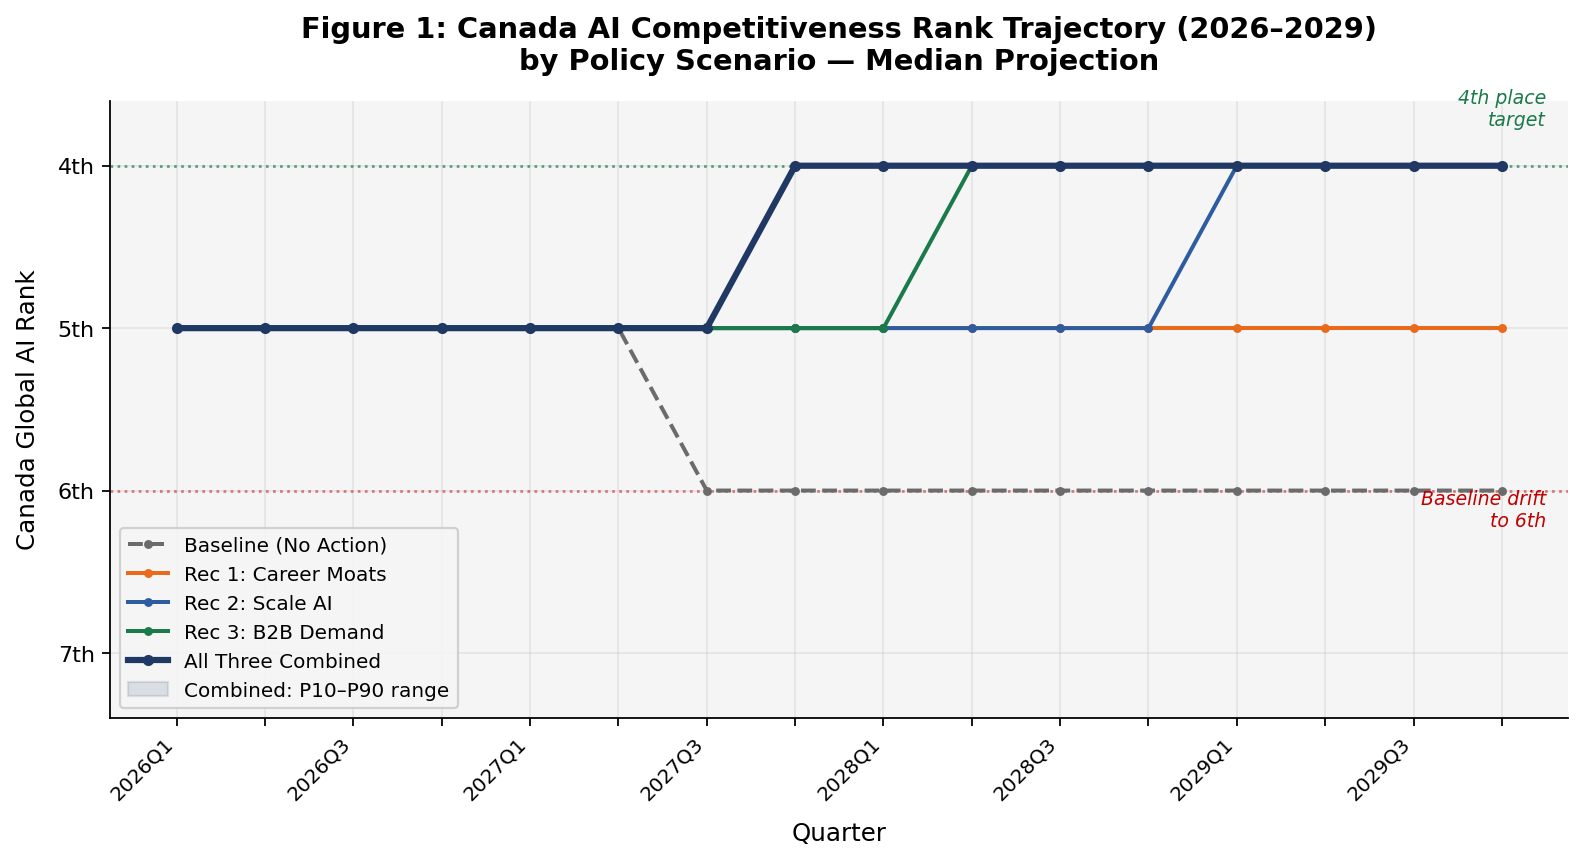 Figure 1: Canada AI Competitiveness Rank Trajectory (2026–2029)
by Policy Scenario — Median Projection
4th place
target
4th
5th
6th
7th
Canada Global AI Rank
Baseline drift
to 6th
Baseline (No Action)
Rec 1: Career Moats
Rec 2: Scale AI
Rec 3: B2B Demand
All Three Combined
Combined: P10–P90 range
2026Q1
2026Q3
2027Q1
2027Q3
2028Q1
2028Q3
2029Q1
2029Q3
Quarter